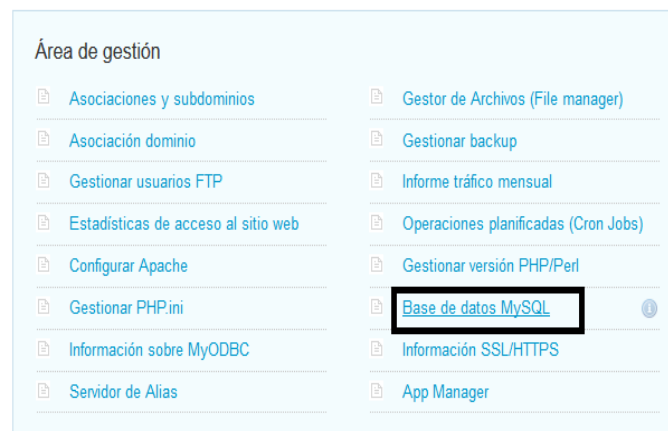 Área de gestión
Asociaciones y subdominios
Asociación dominio
Gestionar usuarios FTP
Estadísticas de acceso al sitio web
Configurar Apache
Gestionar PHP.ini
Información sobre MyODBC
Servidor de Alias
Gestor de Archivos (File manager)
Gestionar backup
Informe tráfico mensual
Operaciones planificadas (Cron Jobs)
Gestionar versión PHP/Perl
Base de datos MySQL
Información SSL/HTTPS
App Manager